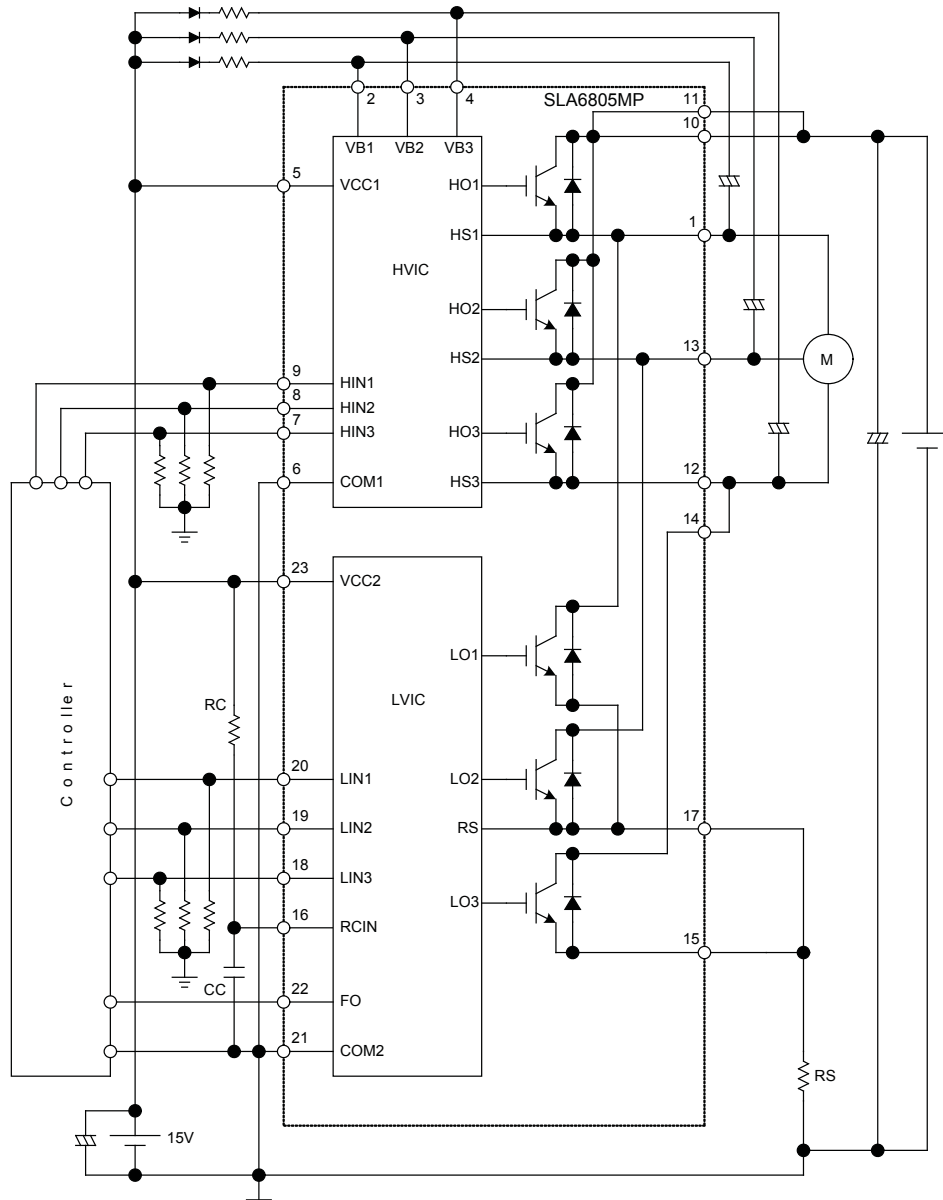 2
3
4
SLA6805MP
11
10
VB1
VB2
VB3
5
VCC1
HO1
1
HS1
HVIC
HO2
13
HS2
M
9
HIN1
8
HIN2
7
HIN3
HO3
6
COM1
12
HS3
14
23
VCC2
LO1
RC
LVIC
Controller
20
LIN1
LO2
19
LIN2
RS
17
18
LIN3
LO3
16
RCIN
15
CC
22
FO
21
COM2
RS
15V